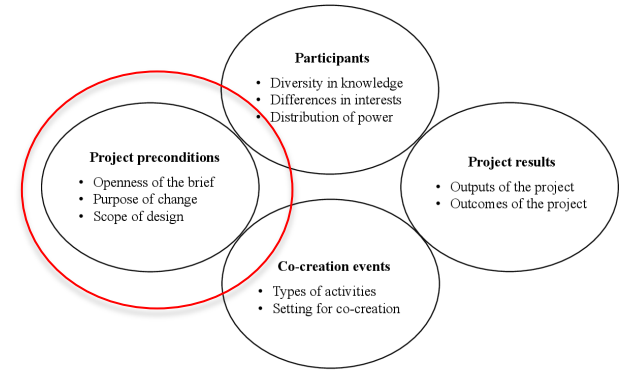 Participants
• Diversity in knowledge
• Differences in interests
• Distribution of power
Project preconditions
• Openness of the brief
• Purpose of change
• Scope of design
Project results
• Outputs of the project
• Outcomes of the project
Co-creation events
• Types of activities
• Setting for co-creation